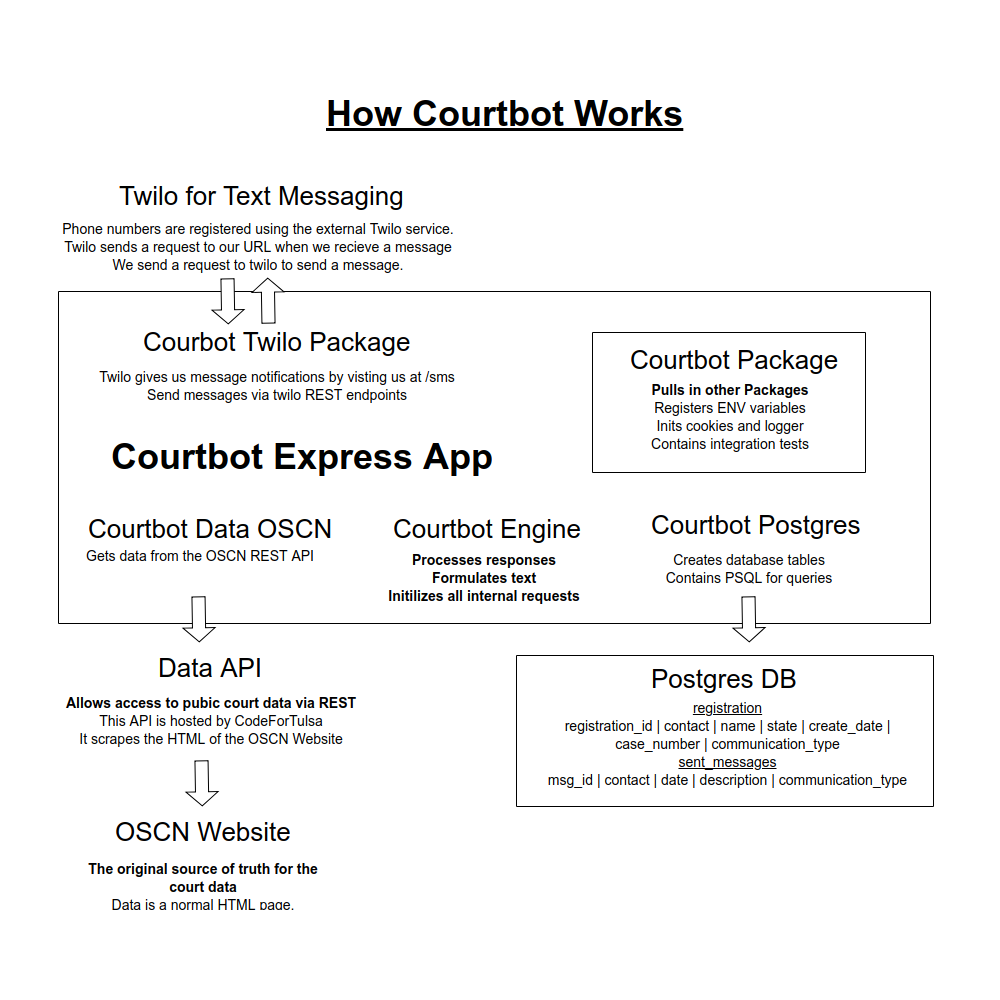 How Courtbot Works
Twilo for Text Messaging
Phone numbers are registered using the external Twilo service.
Twilo sends a request to our URL when we recieve a message
We send a request to twilo to send a message.
Courbot Twilo Package
Twilo gives us message notifications by visting us at /sms
Send messages via twilo REST endpoints
Courtbot Package
Pulls in other Packages
Registers ENV variables
Inits cookies and logger
Contains integration tests
Courtbot Express App
Courtbot Data OSCN
Gets data from the OSCN REST API
Courtbot Engine
Processes responses
Formulates text
Initilizes all internal requests
Courtbot Postgres
Creates database tables
Contains PSQL for queries
Data API
Allows access to pubic court data via REST
This API is hosted by CodeForTulsa
It scrapes the HTML of the OSCN Website
Postgres DB
registration
registration_id | contact | name | state | create_date |
case_number | communication_type
sent_messages
msg_id | contact | date | description | communication_type
OSCN Website
The original source of truth for the
court data
Data is a normal HTML page.